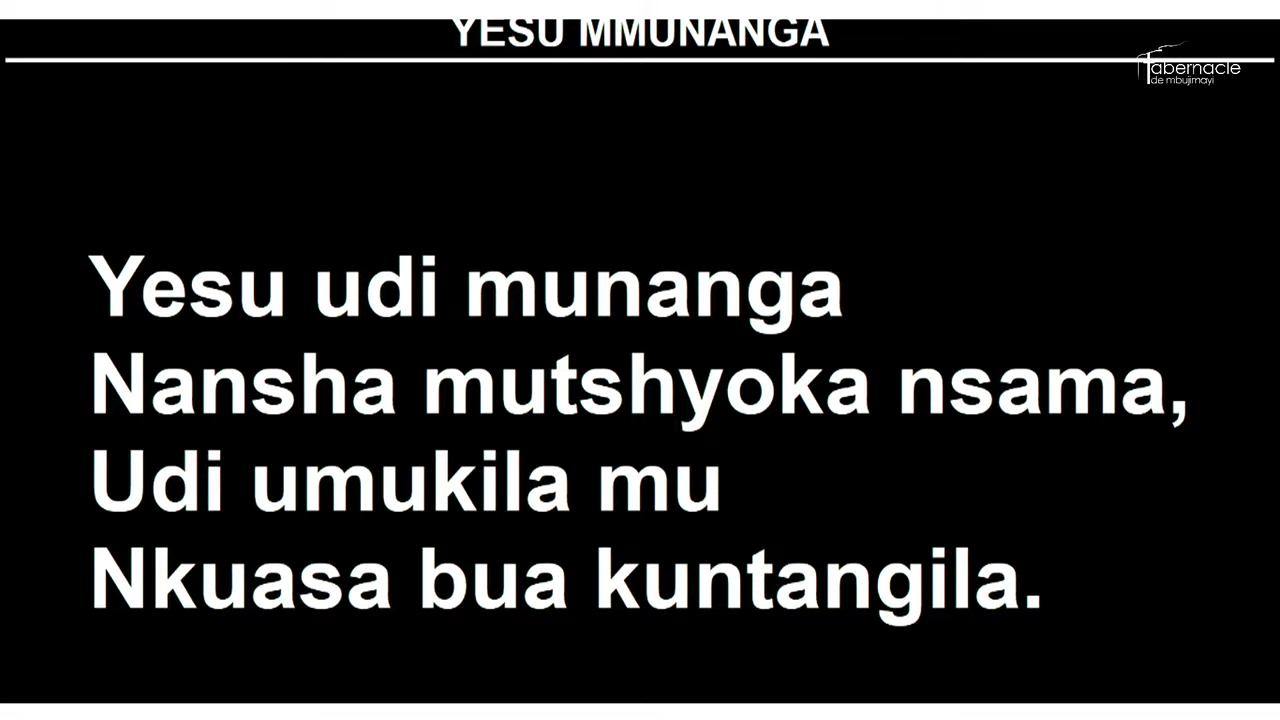 YESU MMUNANGA
Tabernacle
de mbujimayi
Yesu udi munanga
Nansha mutshyoka nsama,
Udi umukila mu
Nkuasa bua kuntangila.